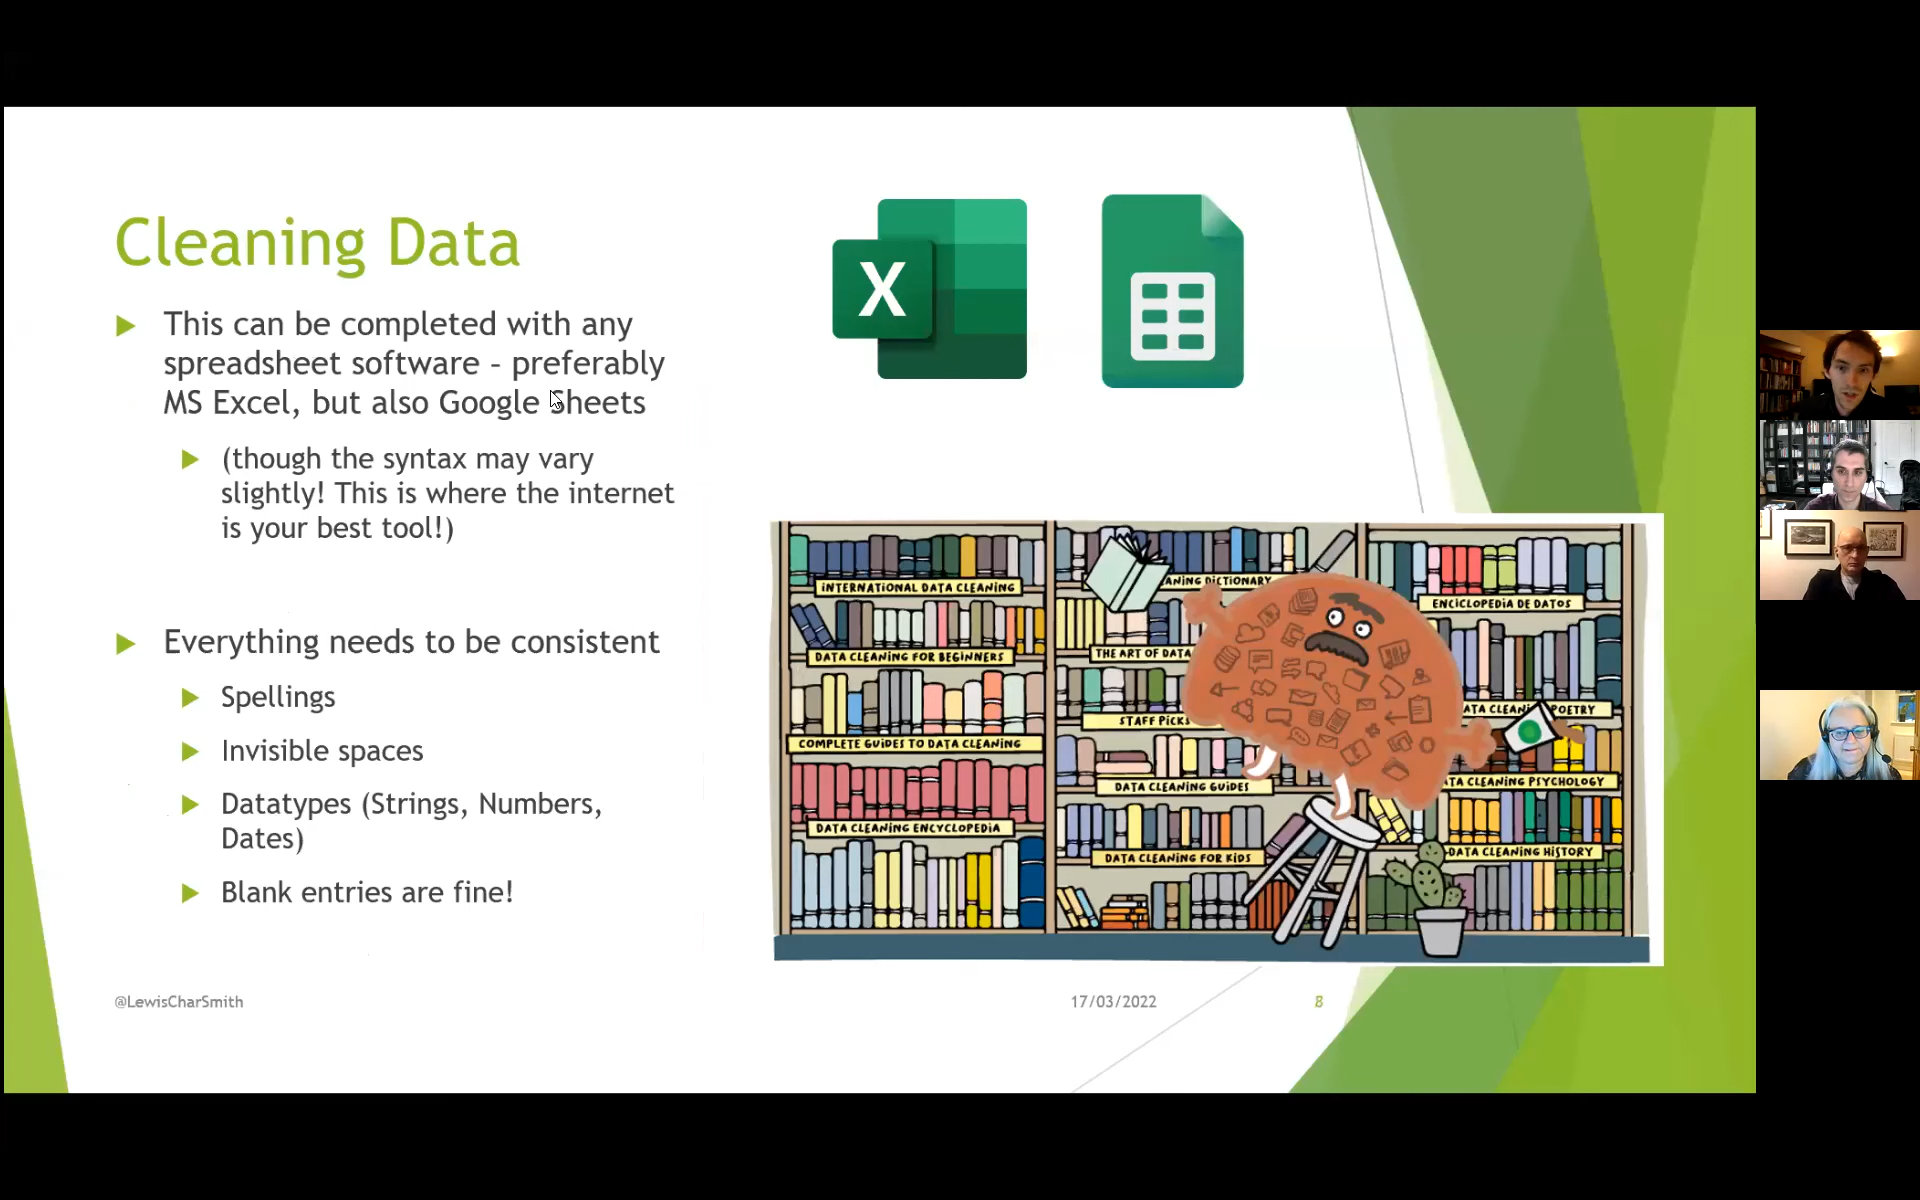 Cleaning Data
This can be completed with any
spreadsheet software - preferably
MS Excel, but also Google Sheets
(though the syntax may vary
slightly! This is where the internet
is your best tool!)
Everything needs to be consistent
Spellings
Invisible spaces
Datatypes (Strings, Numbers,
Dates)
Blank entries are fine!
X
INTERNATIONAL DATA CLEANING
DATA CLEANING FOR BEGINNERS
COMPLETE GUIDES TO DATA CLEANING
DATA CLEANING ENCYCLOPEDIA
ANING DICTIONARY
THE ART OF DATA
STAFF PICKS
DATA CLEANING GUIDES
DATA CLEANING FOR KIDS
ENCICLOPEDIA DE DATOS
ATA CLEANI POETRY
TA CLEANING PSYCHOLOGY
DATA CLEANING HISTORY
@LewisCharSmith
17/03/2022
8